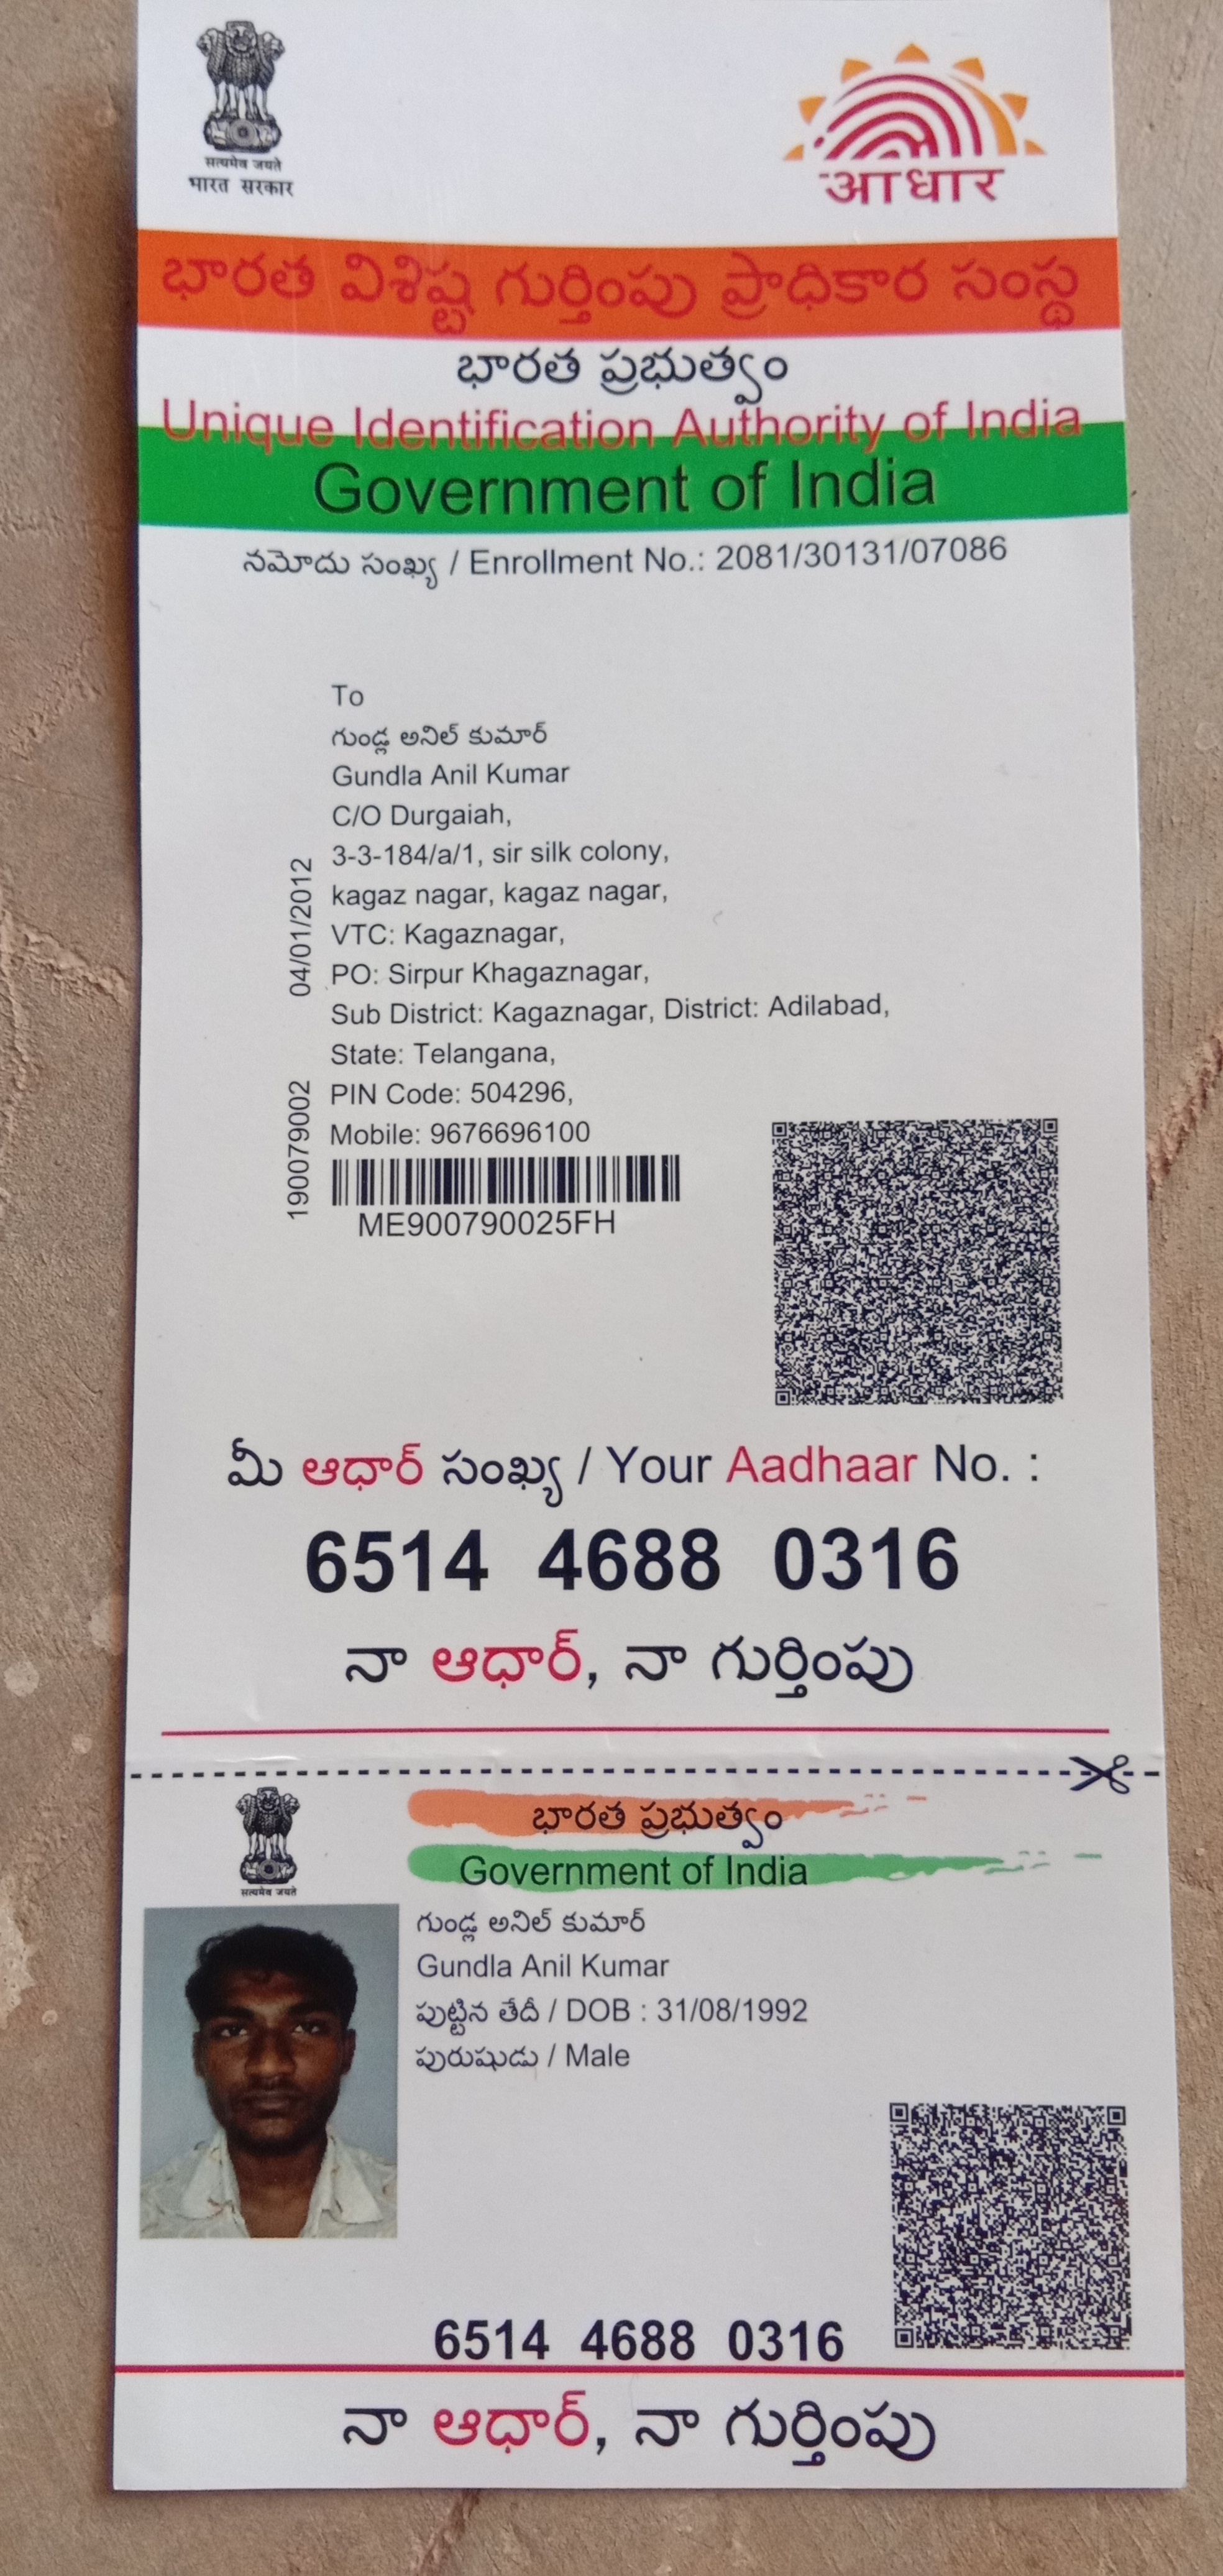 सत्यमेव जयते
भारत सरकार
आधार
భారత విశిష్ట గుర్తింపు ప్రాధికార సంస్థ
భారత ప్రభుత్వం
Unique Identification Authority of India
Government of India
నమోదు సంఖ్య / Enrollment No.: 2081/30131/07086
To
గుండ్ల అనిల్ కుమార్
Gundla Anil Kumar
C/O Durgaiah,
3-3-184/a/1, sir silk colony,
kagaz nagar, kagaz nagar,
VTC: Kagaznagar,
PO: Sirpur Khagaznagar,
Sub District: Kagaznagar, District: Adilabad,
State: Telangana,
PIN Code: 504296,
Mobile: 9676696100
04/01/2012
190079002
ME900790025FH
మీ ఆధార్ సంఖ్య / Your Aadhaar No. :
6514 4688 0316
నా ఆధార్, నా గుర్తింపు
सत्यमेव जयते
భారత ప్రభుత్వం
Government of India
గుండ్ల అనిల్ కుమార్
Gundla Anil Kumar
పుట్టిన తేదీ / DOB : 31/08/1992
పురుషుడు / Male
6514 4688 0316
నా ఆధార్, నా గుర్తింపు